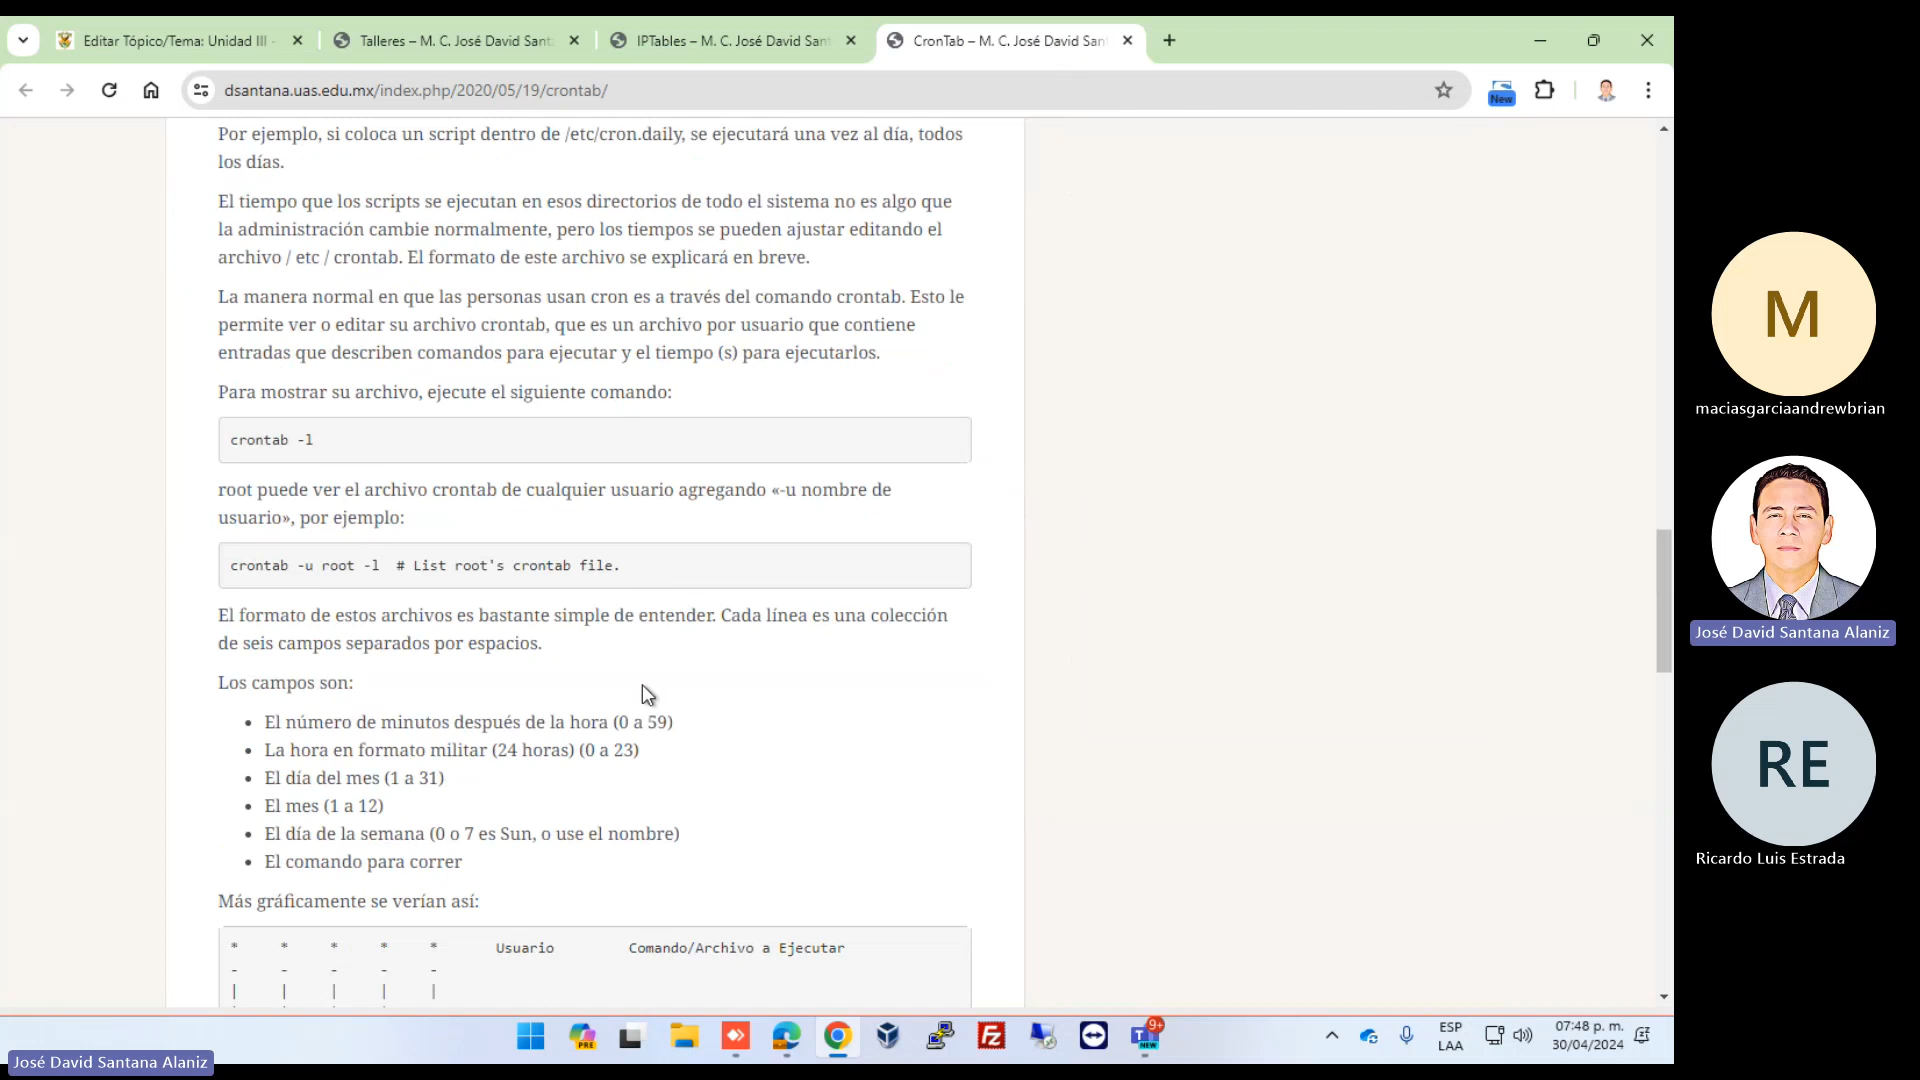 Editar Tópico/Tema: Unidad III -
Talleres – M. C. José David Sant
IPTables – M. C. José David Sant
CronTab – M. C. José David Sant
dsantana.uas.edu.mx/index.php/2020/05/19/crontab/
New
Por ejemplo, si coloca un script dentro de /etc/cron.daily, se ejecutará una vez al día, todos
los días.
El tiempo que los scripts se ejecutan en esos directorios de todo el sistema no es algo que
la administración cambie normalmente, pero los tiempos se pueden ajustar editando el
archivo / etc / crontab. El formato de este archivo se explicará en breve.
La manera normal en que las personas usan cron es a través del comando crontab. Esto le
permite ver o editar su archivo crontab, que es un archivo por usuario que contiene
entradas que describen comandos para ejecutar y el tiempo (s) para ejecutarlos.
Para mostrar su archivo, ejecute el siguiente comando:
crontab -l
root puede ver el archivo crontab de cualquier usuario agregando «-u nombre de
usuario», por ejemplo:
crontab -u root -l # List root's crontab file.
El formato de estos archivos es bastante simple de entender. Cada línea es una colección
de seis campos separados por espacios.
Los campos son:
• El número de minutos después de la hora (0 a 59)
• La hora en formato militar (24 horas) (0 a 23)
• El día del mes (1 a 31)
• El mes (1 a 12)
• El día de la semana (0 o 7 es Sun, o use el nombre)
• El comando para correr
Más gráficamente se verían así:
* * * * * Usuario Comando/Archivo a Ejecutar
- - - - -
| | | | |
M
maciasgarciaandrewbrian
José David Santana Alaniz
RE
Ricardo Luis Estrada
PRE
9+
NEW
ESP
LAA
07:48 p. m.
30/04/2024
José David Santana Alaniz